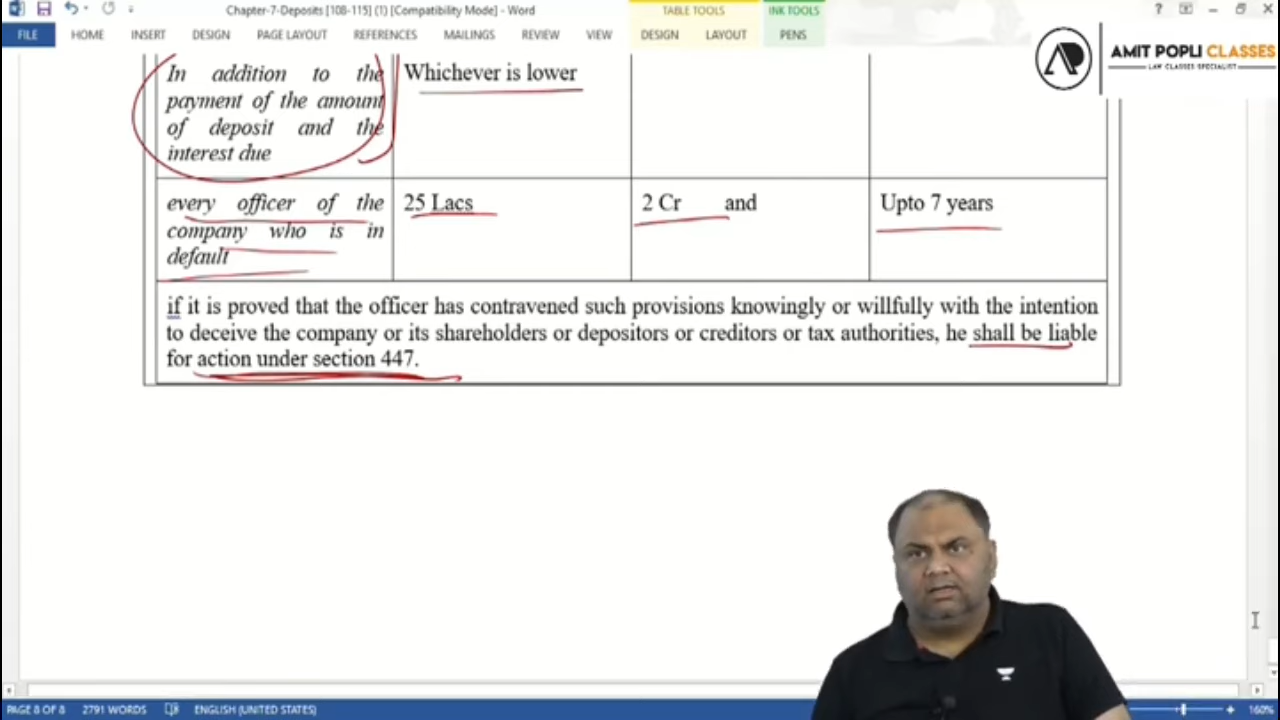 Chapter-7-Deposits [108-115] (1) [Compatibility Mode] - Word
TABLE TOOLS
INK TOOLS
?
FILE HOME INSERT DESIGN PAGE LAYOUT REFERENCES MAILINGS REVIEW VIEW DESIGN LAYOUT PENS
AMIT POPLI CLASSES
LAW CLASSES SPECIALIST
In addition to the
payment of the amount
of deposit and the
interest due
Whichever is lower
every officer of the
company who is in
default
25 Lacs
2 Cr and
Upto 7 years
if it is proved that the officer has contravened such provisions knowingly or willfully with the intention
to deceive the company or its shareholders or depositors or creditors or tax authorities, he shall be liable
for action under section 447.
PAGE 8 OF 8 2791 WORDS ENGLISH (UNITED STATES) 160%